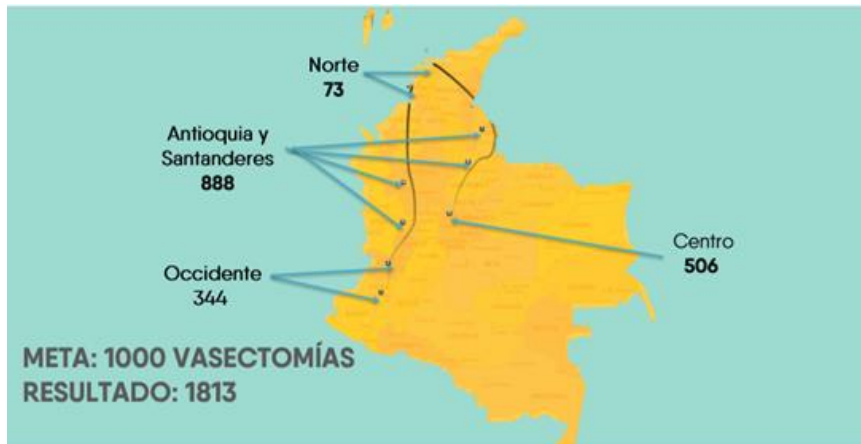 Norte
73
Antioquia y
Santanderes
888
Centro
506
Occidente
344
META: 1000 VASECTOMÍAS
RESULTADO: 1813